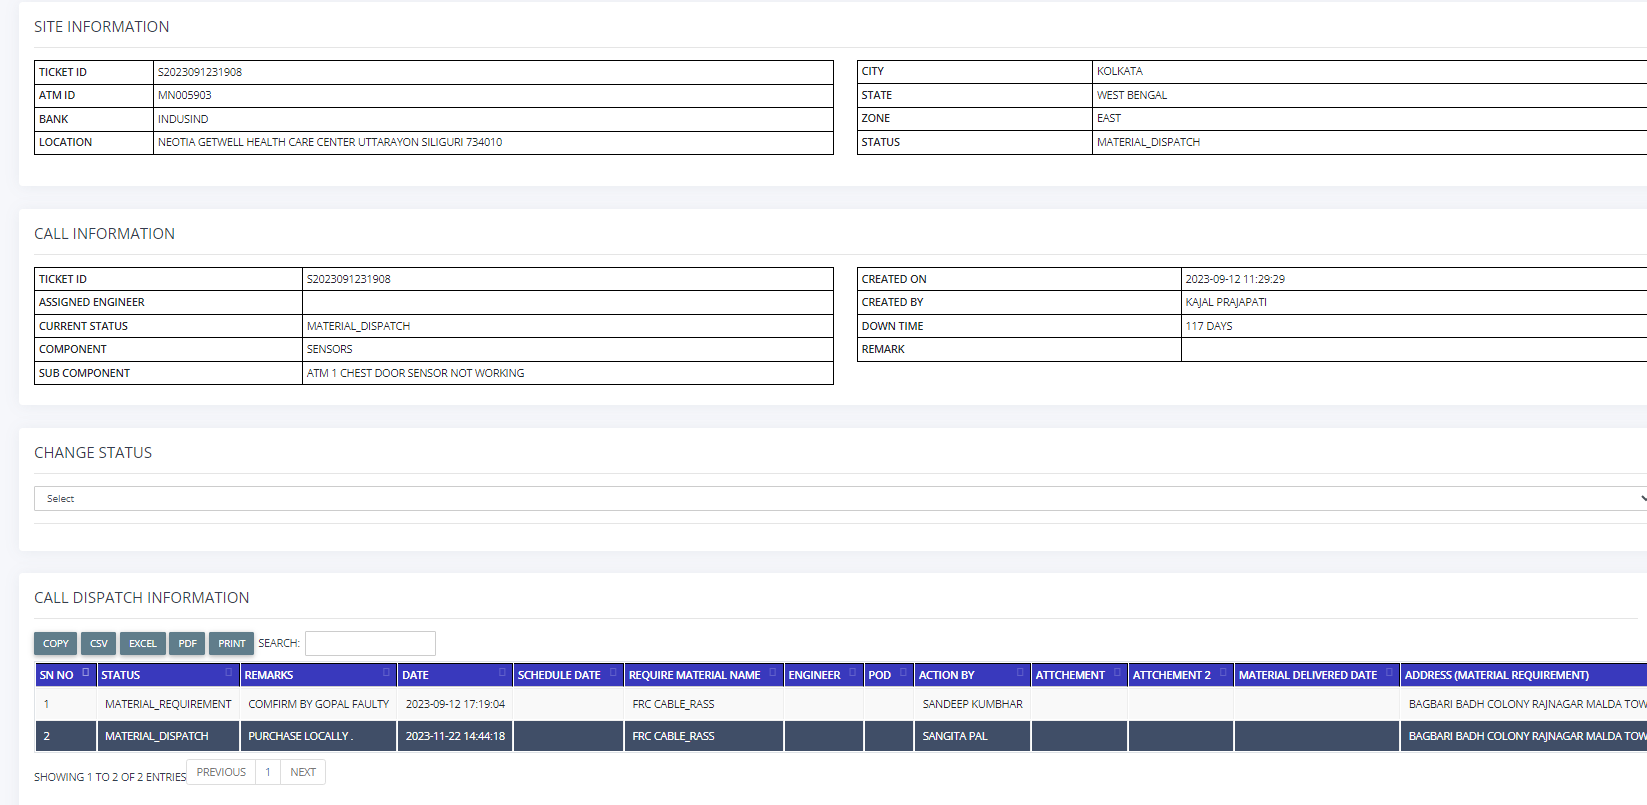 SITE INFORMATION
TICKET ID S2023091231908
ATM ID MN005903
BANK INDUSIND
LOCATION NEOTIA GETWELL HEALTH CARE CENTER UTTARAYON SILIGURI 734010
CITY KOLKATA
STATE WEST BENGAL
ZONE EAST
STATUS MATERIAL_DISPATCH
CALL INFORMATION
TICKET ID S2023091231908
ASSIGNED ENGINEER
CURRENT STATUS MATERIAL_DISPATCH
COMPONENT SENSORS
SUB COMPONENT ATM 1 CHEST DOOR SENSOR NOT WORKING
CREATED ON 2023-09-12 11:29:29
CREATED BY KAJAL PRAJAPATI
DOWN TIME 117 DAYS
REMARK
CHANGE STATUS
Select
CALL DISPATCH INFORMATION
COPY CSV EXCEL PDF PRINT SEARCH:
SN NO STATUS REMARKS DATE SCHEDULE DATE REQUIRE MATERIAL NAME ENGINEER POD ACTION BY ATTCHEMENT ATTCHEMENT 2 MATERIAL DELIVERED DATE ADDRESS (MATERIAL REQUIREMENT)
1 MATERIAL_REQUIREMENT COMFIRM BY GOPAL FAULTY 2023-09-12 17:19:04 FRC CABLE_RASS SANDEEP KUMBHAR BAGBARI BADH COLONY RAJNAGAR MALDA TOW
2 MATERIAL_DISPATCH PURCHASE LOCALLY . 2023-11-22 14:44:18 FRC CABLE_RASS SANGITA PAL BAGBARI BADH COLONY RAJNAGAR MALDA TOW
SHOWING 1 TO 2 OF 2 ENTRIES PREVIOUS 1 NEXT